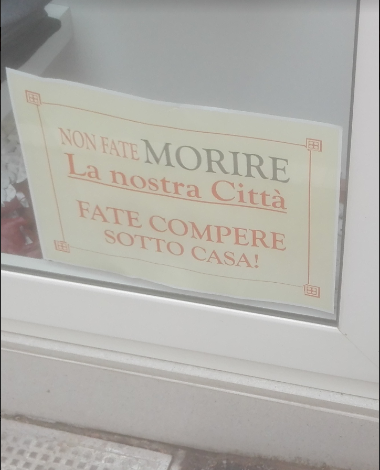 NON FATE MORIRE
La nostra Città
FATE COMPERE
SOTTO CASA!